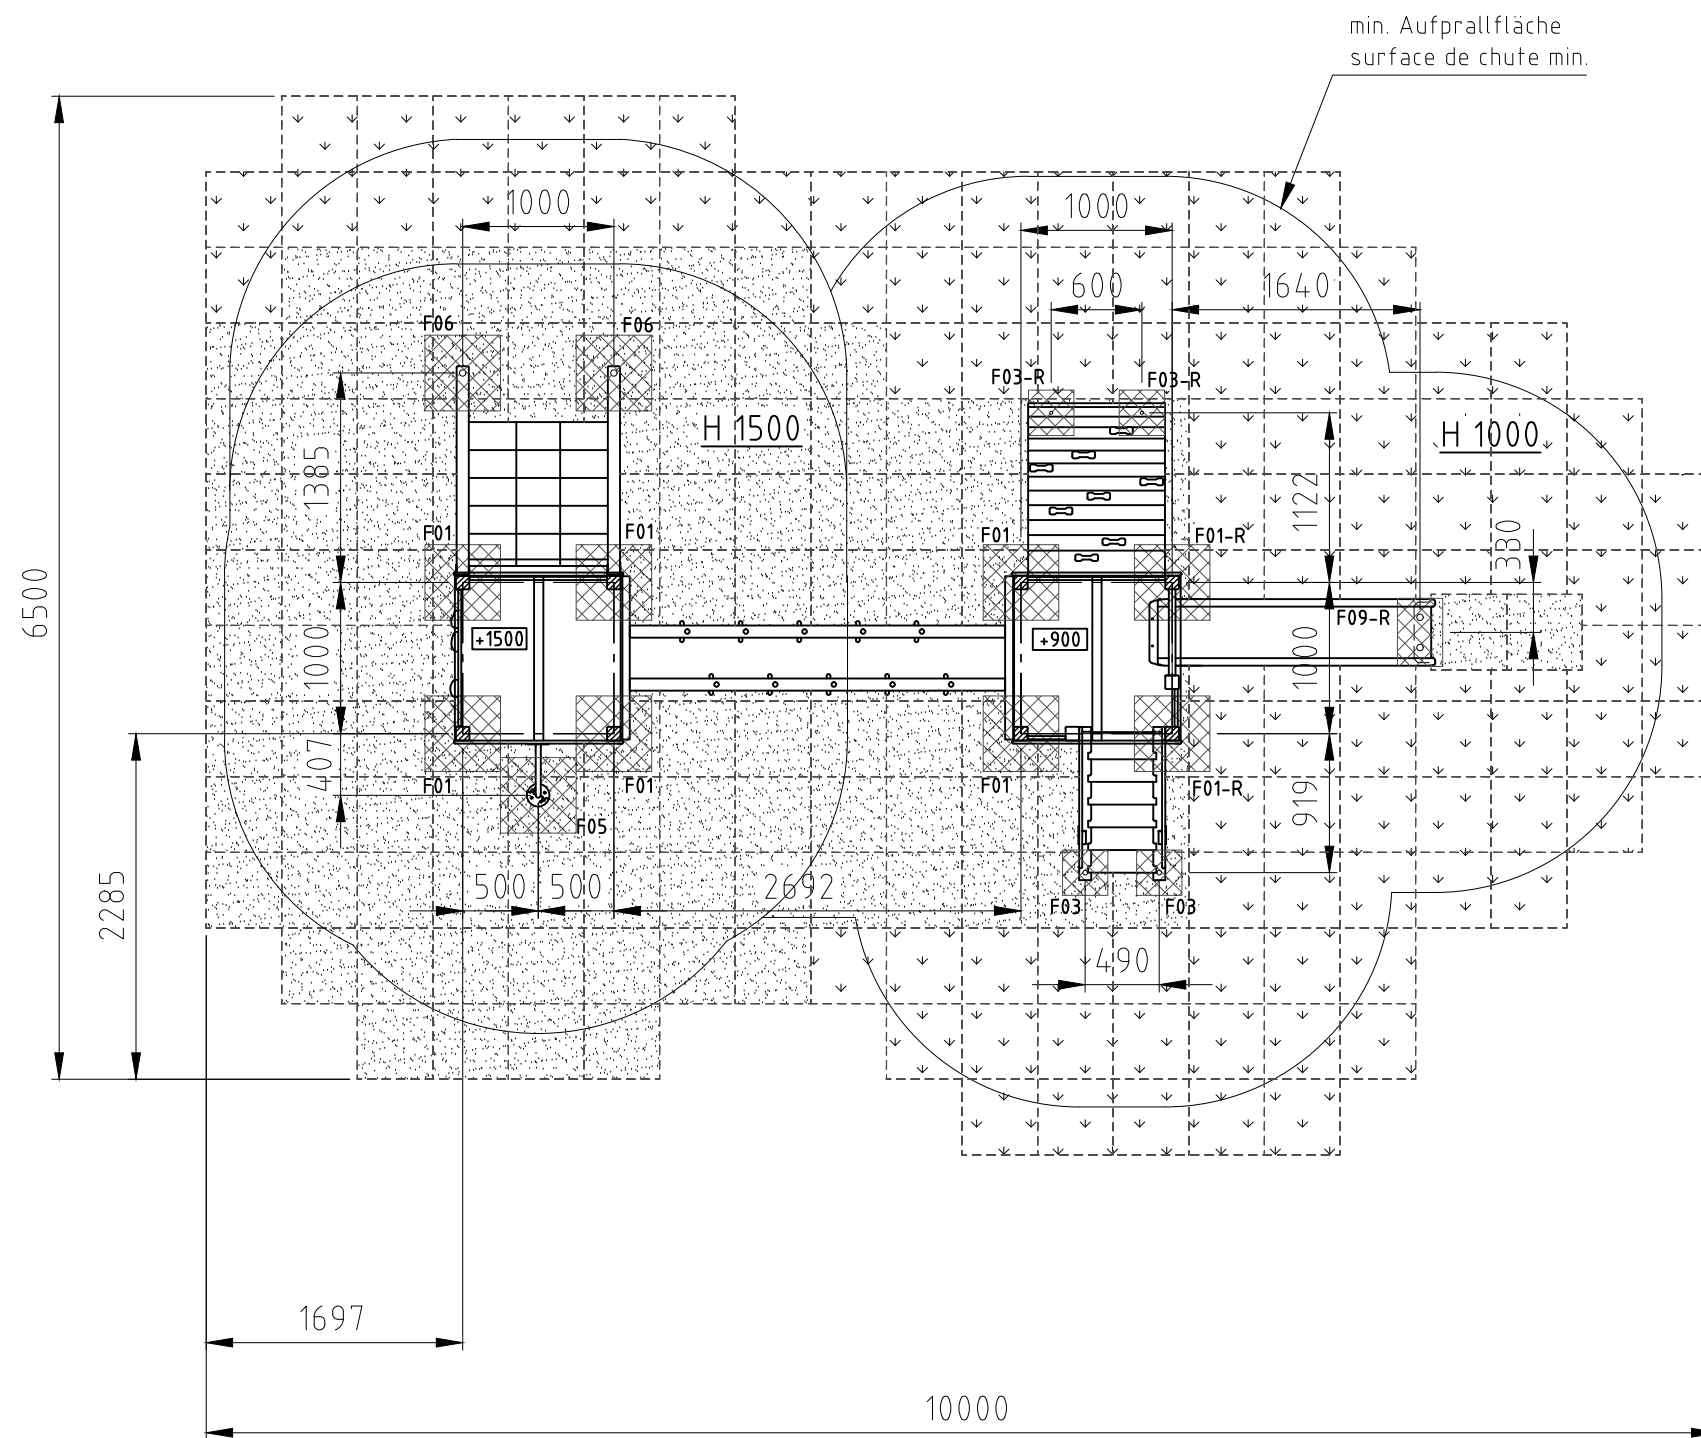 min. Aufprallfläche
surface de chute min.
1000
1000
600
1640
F06
F06
F03-R
F03-R
H 1500
H 1000
1385
1122
330
F01
F01
F01
F01-R
6500
+1500
+900
F09-R
1000
1000
407
F01
F01
F01
F01-R
F05
919
2285
500
500
2692
F03
F03
490
1697
10000